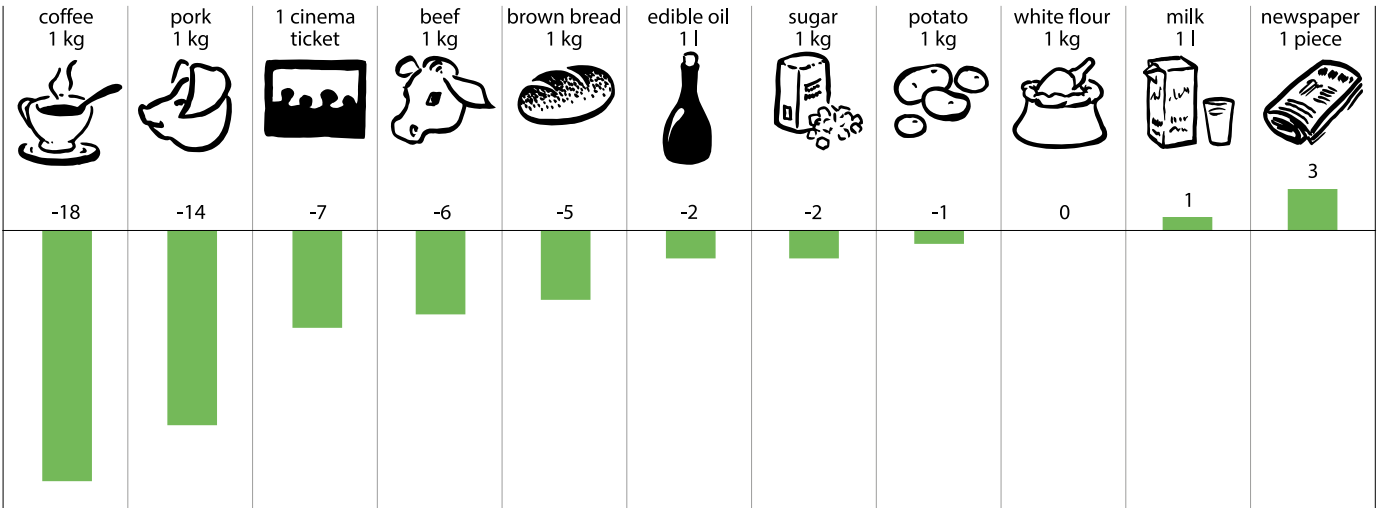 coffee
1 kg
pork
1 kg
1 cinema
ticket
beef
1 kg
brown bread
1 kg
edible oil
1 l
sugar
1 kg
potato
1 kg
white flour
1 kg
milk
1 l
newspaper
1 piece
-18
-14
-7
-6
-5
-2
-2
-1
0
1
3